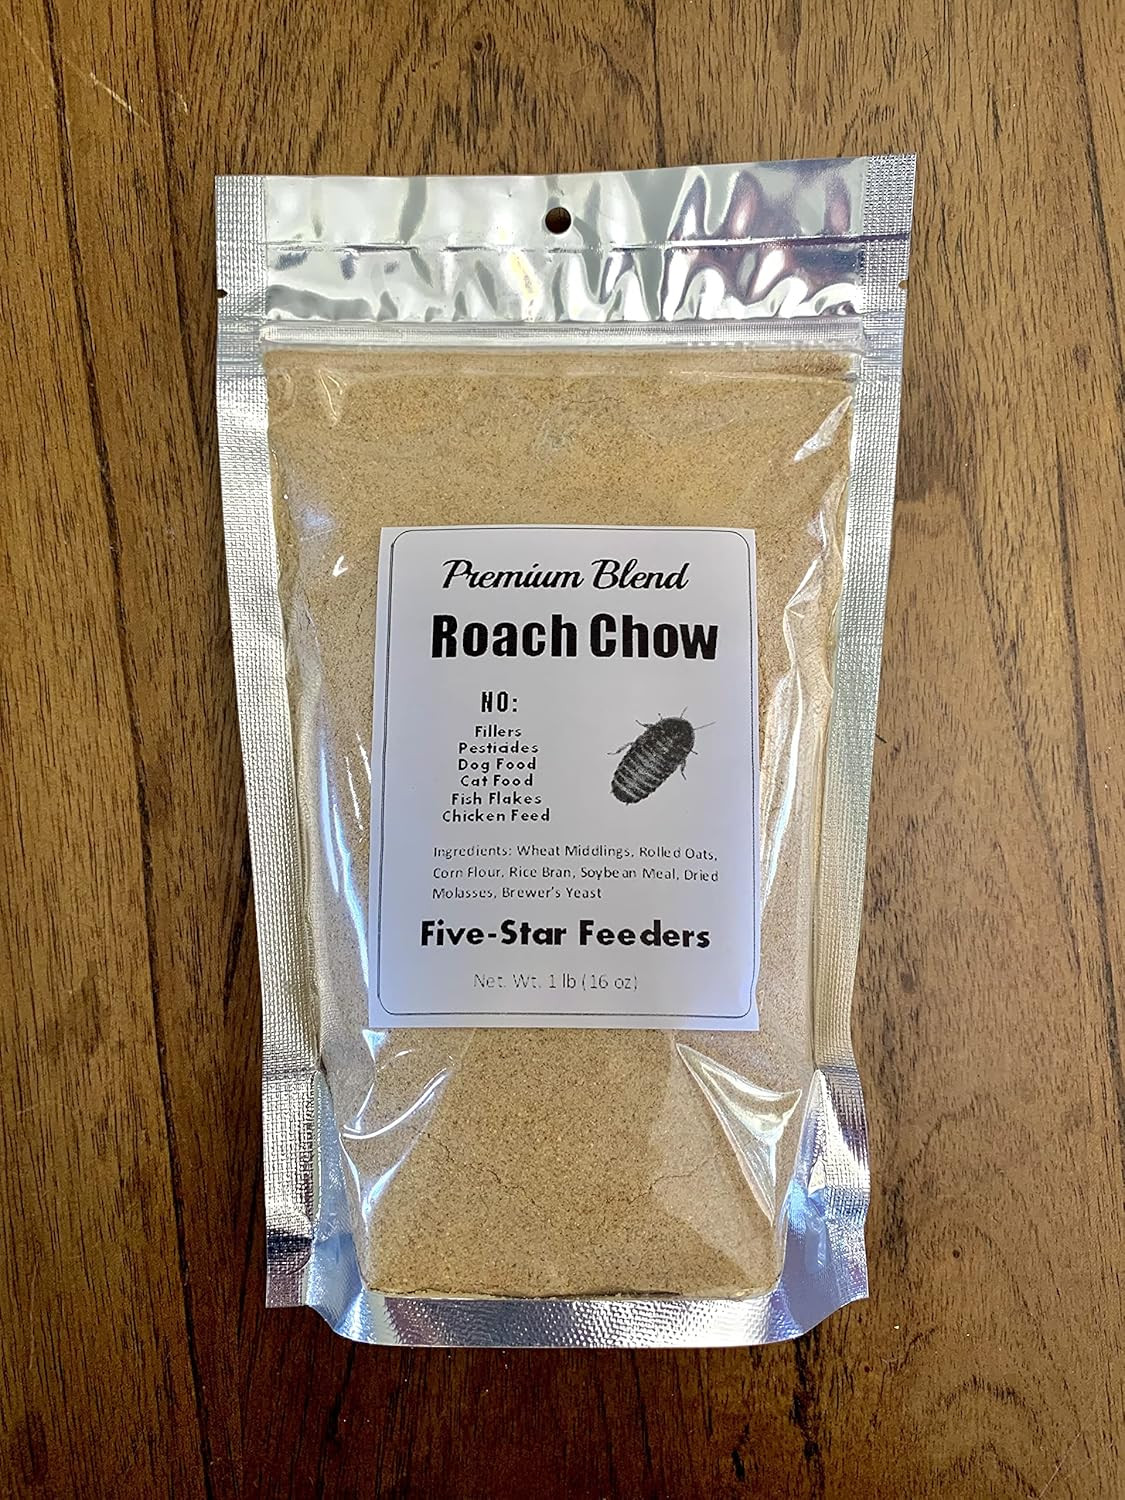 Premium Blend
Roach Chow
NO:
Fillers
Pesticides
Dog Food
Cat Food
Fish Flakes
Chicken Feed
Ingredients: Wheat Middlings, Rolled Oats,
Corn Flour, Rice Bran, Soybean Meal, Dried
Molasses, Brewer's Yeast
Five-Star Feeders
Net. Wt. 1 lb (16 oz)